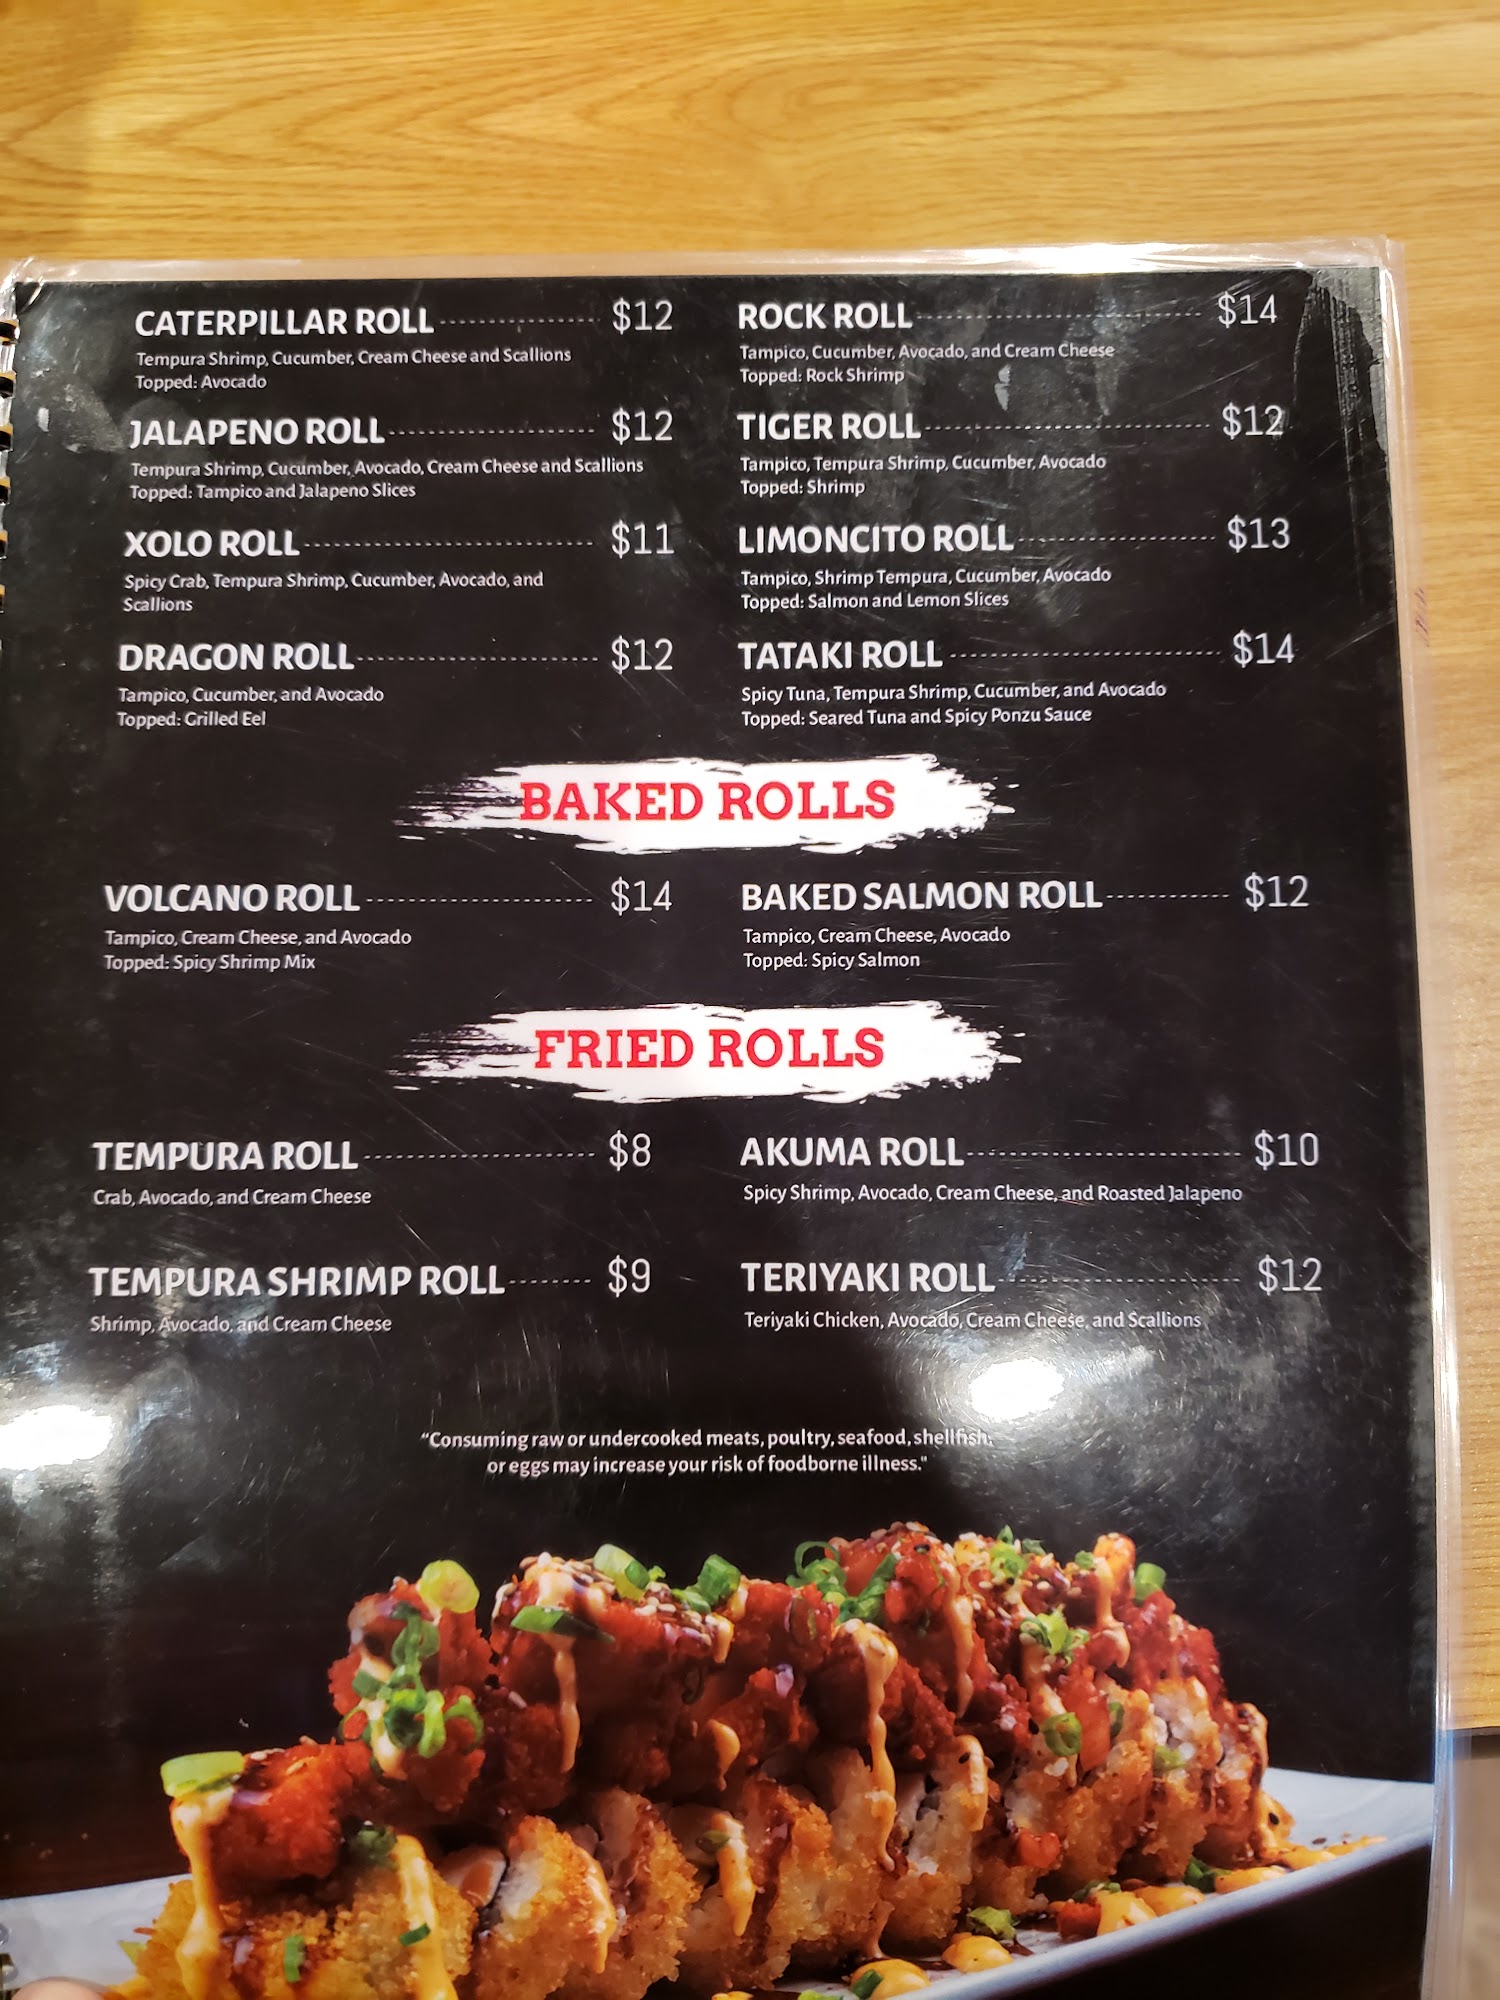 CATERPILLAR ROLL $12
Tempura Shrimp, Cucumber, Cream Cheese and Scallions
Topped: Avocado
JALAPENO ROLL $12
Tempura Shrimp, Cucumber, Avocado, Cream Cheese and Scallions
Topped: Tampico and Jalapeno Slices
XOLO ROLL $11
Spicy Crab, Tempura Shrimp, Cucumber, Avocado, and
Scallions
DRAGON ROLL $12
Tampico, Cucumber, and Avocado
Topped: Grilled Eel
ROCK ROLL $14
Tampico, Cucumber, Avocado, and Cream Cheese
Topped: Rock Shrimp
TIGER ROLL $12
Tampico, Tempura Shrimp, Cucumber, Avocado
Topped: Shrimp
LIMONCITO ROLL $13
Tampico, Shrimp Tempura, Cucumber, Avocado
Topped: Salmon and Lemon Slices
TATAKI ROLL $14
Spicy Tuna, Tempura Shrimp, Cucumber, and Avocado
Topped: Seared Tuna and Spicy Ponzu Sauce
BAKED ROLLS
VOLCANO ROLL $14
Tampico, Cream Cheese, and Avocado
Topped: Spicy Shrimp Mix
BAKED SALMON ROLL $12
Tampico, Cream Cheese, Avocado
Topped: Spicy Salmon
FRIED ROLLS
TEMPURA ROLL $8
Crab, Avocado, and Cream Cheese
TEMPURA SHRIMP ROLL $9
Shrimp, Avocado, and Cream Cheese
AKUMA ROLL $10
Spicy Shrimp, Avocado, Cream Cheese, and Roasted Jalapeno
TERIYAKI ROLL $12
Teriyaki Chicken, Avocado, Cream Cheese, and Scallions
"Consuming raw or undercooked meats, poultry, seafood, shellfish,
or eggs may increase your risk of foodborne illness."